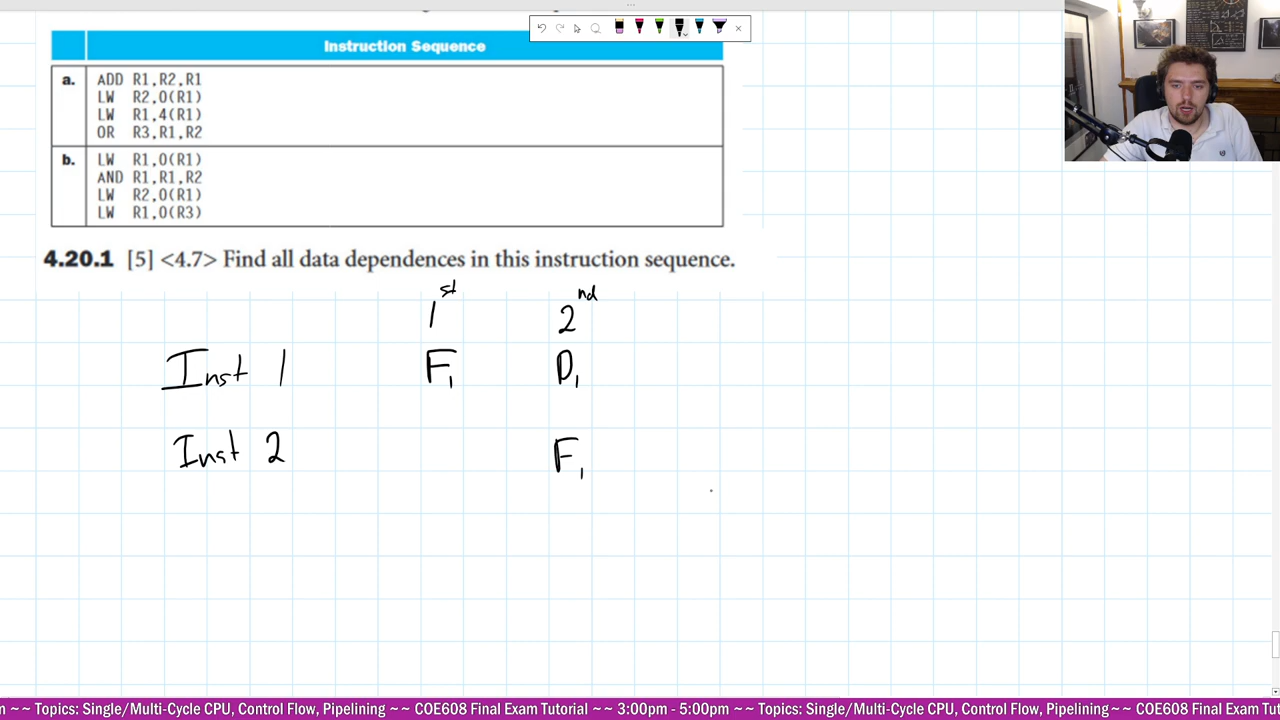 Instruction Sequence
a. ADD R1,R2,R1
LW R2,0(R1)
LW R1,4(R1)
OR R3,R1,R2
b. LW R1,0(R1)
AND R1,R1,R2
LW R2,0(R1)
LW R1,0(R3)
4.20.1 [5] <4.7> Find all data dependences in this instruction sequence.
1st 2nd
Inst 1 F1 D1
Inst 2 F1
m ~~ Topics: Single/Multi-Cycle CPU, Control Flow, Pipelining ~~ COE608 Final Exam Tutorial ~~ 3:00pm - 5:00pm ~~ Topics: Single/Multi-Cycle CPU, Control Flow, Pipelining ~~ COE608 Final Exam Tut